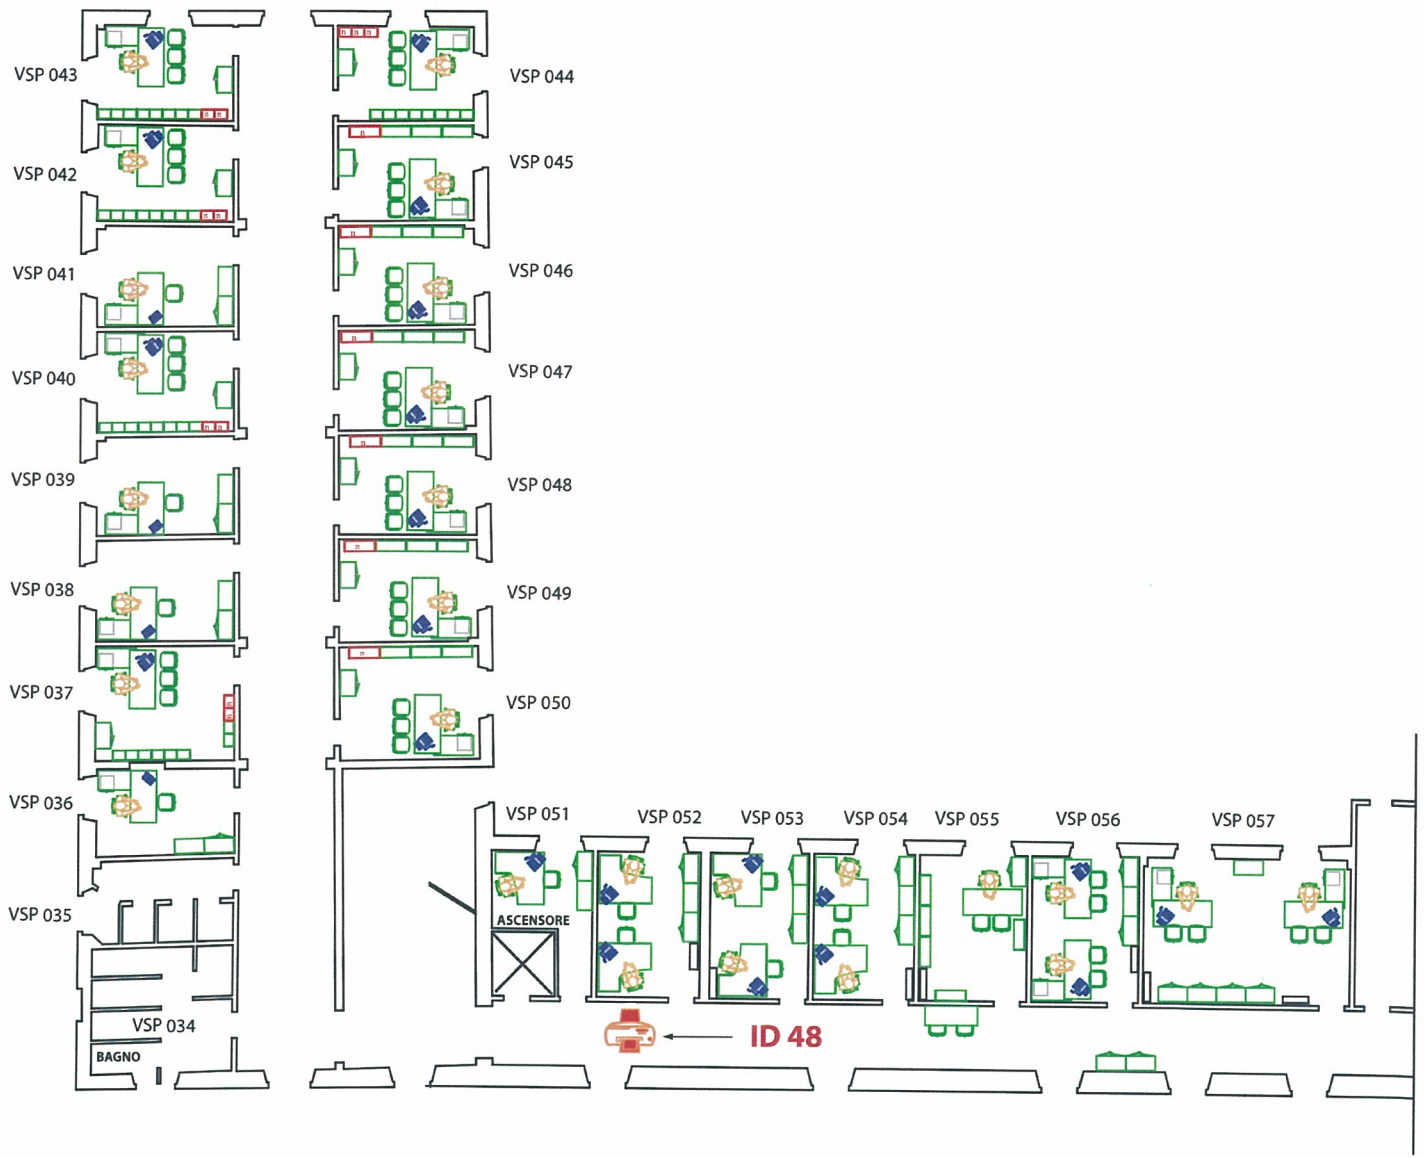 VSP 043
VSP 044
VSP 042
VSP 045
VSP 041
VSP 046
VSP 040
VSP 047
VSP 039
VSP 048
VSP 038
VSP 049
VSP 037
VSP 050
VSP 036
VSP 051
VSP 052
VSP 053
VSP 054
VSP 055
VSP 056
VSP 057
VSP 035
ASCENSORE
VSP 034
BAGNO
ID 48